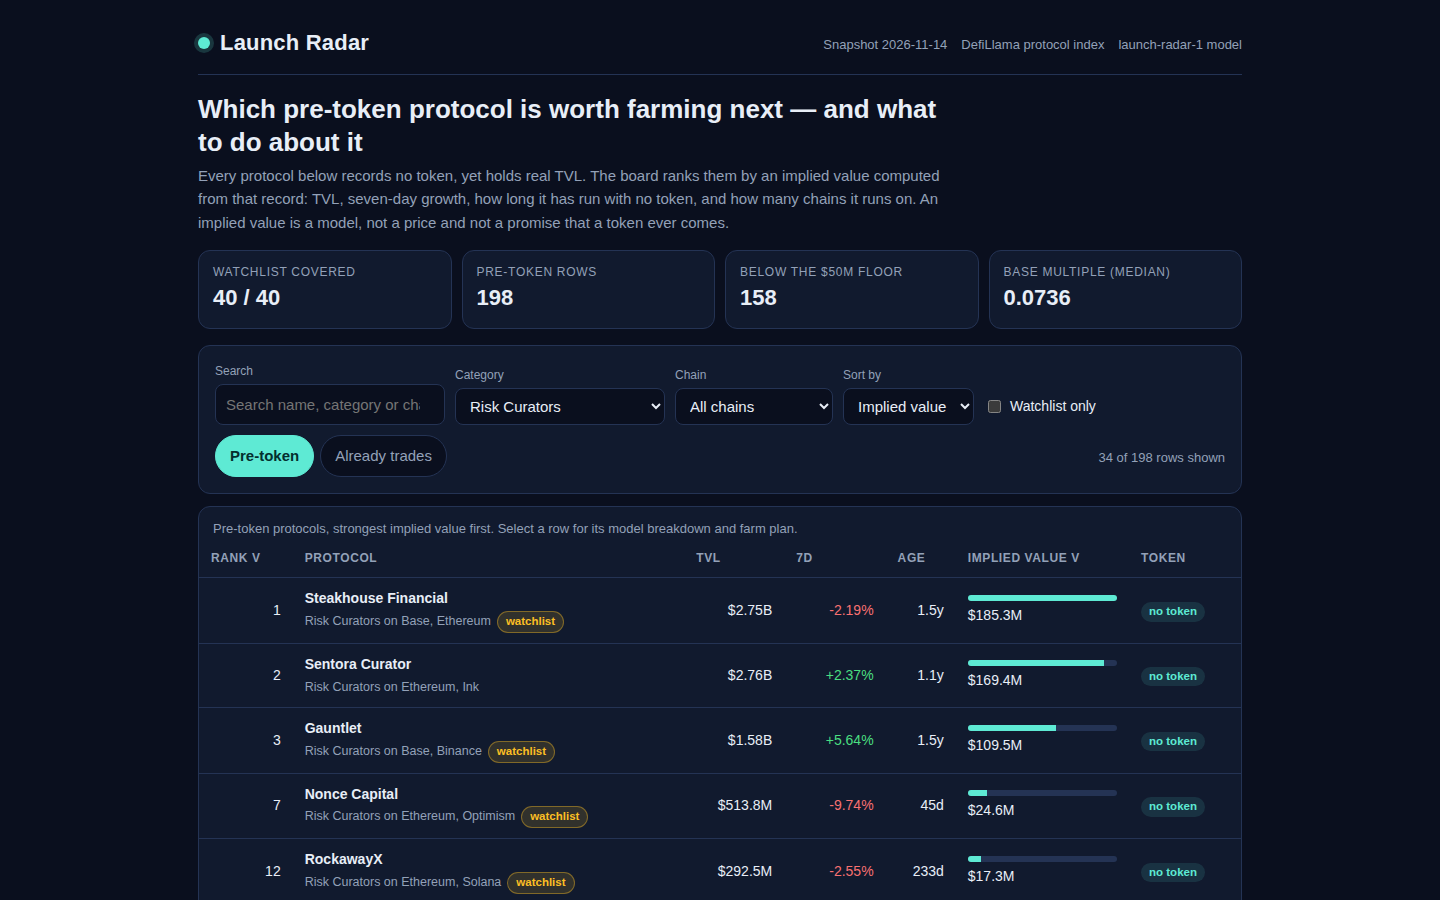 Launch Radar
Snapshot 2026-11-14 DefiLlama protocol index launch-radar-1 model
Which pre-token protocol is worth farming next — and what
to do about it
Every protocol below records no token, yet holds real TVL. The board ranks them by an implied value computed
from that record: TVL, seven-day growth, how long it has run with no token, and how many chains it runs on. An
implied value is a model, not a price and not a promise that a token ever comes.
WATCHLIST COVERED
40 / 40
PRE-TOKEN ROWS
198
BELOW THE $50M FLOOR
158
BASE MULTIPLE (MEDIAN)
0.0736
Search
Search name, category or ch
Category
Risk Curators
Chain
All chains
Sort by
Implied value
Watchlist only
Pre-token
Already trades
34 of 198 rows shown
Pre-token protocols, strongest implied value first. Select a row for its model breakdown and farm plan.
RANK V PROTOCOL TVL 7D AGE IMPLIED VALUE V TOKEN
1 Steakhouse Financial $2.75B -2.19% 1.5y $185.3M no token
Risk Curators on Base, Ethereum watchlist
2 Sentora Curator $2.76B +2.37% 1.1y $169.4M no token
Risk Curators on Ethereum, Ink
3 Gauntlet $1.58B +5.64% 1.5y $109.5M no token
Risk Curators on Base, Binance watchlist
7 Nonce Capital $513.8M -9.74% 45d $24.6M no token
Risk Curators on Ethereum, Optimism watchlist
12 RockawayX $292.5M -2.55% 233d $17.3M no token
Risk Curators on Ethereum, Solana watchlist